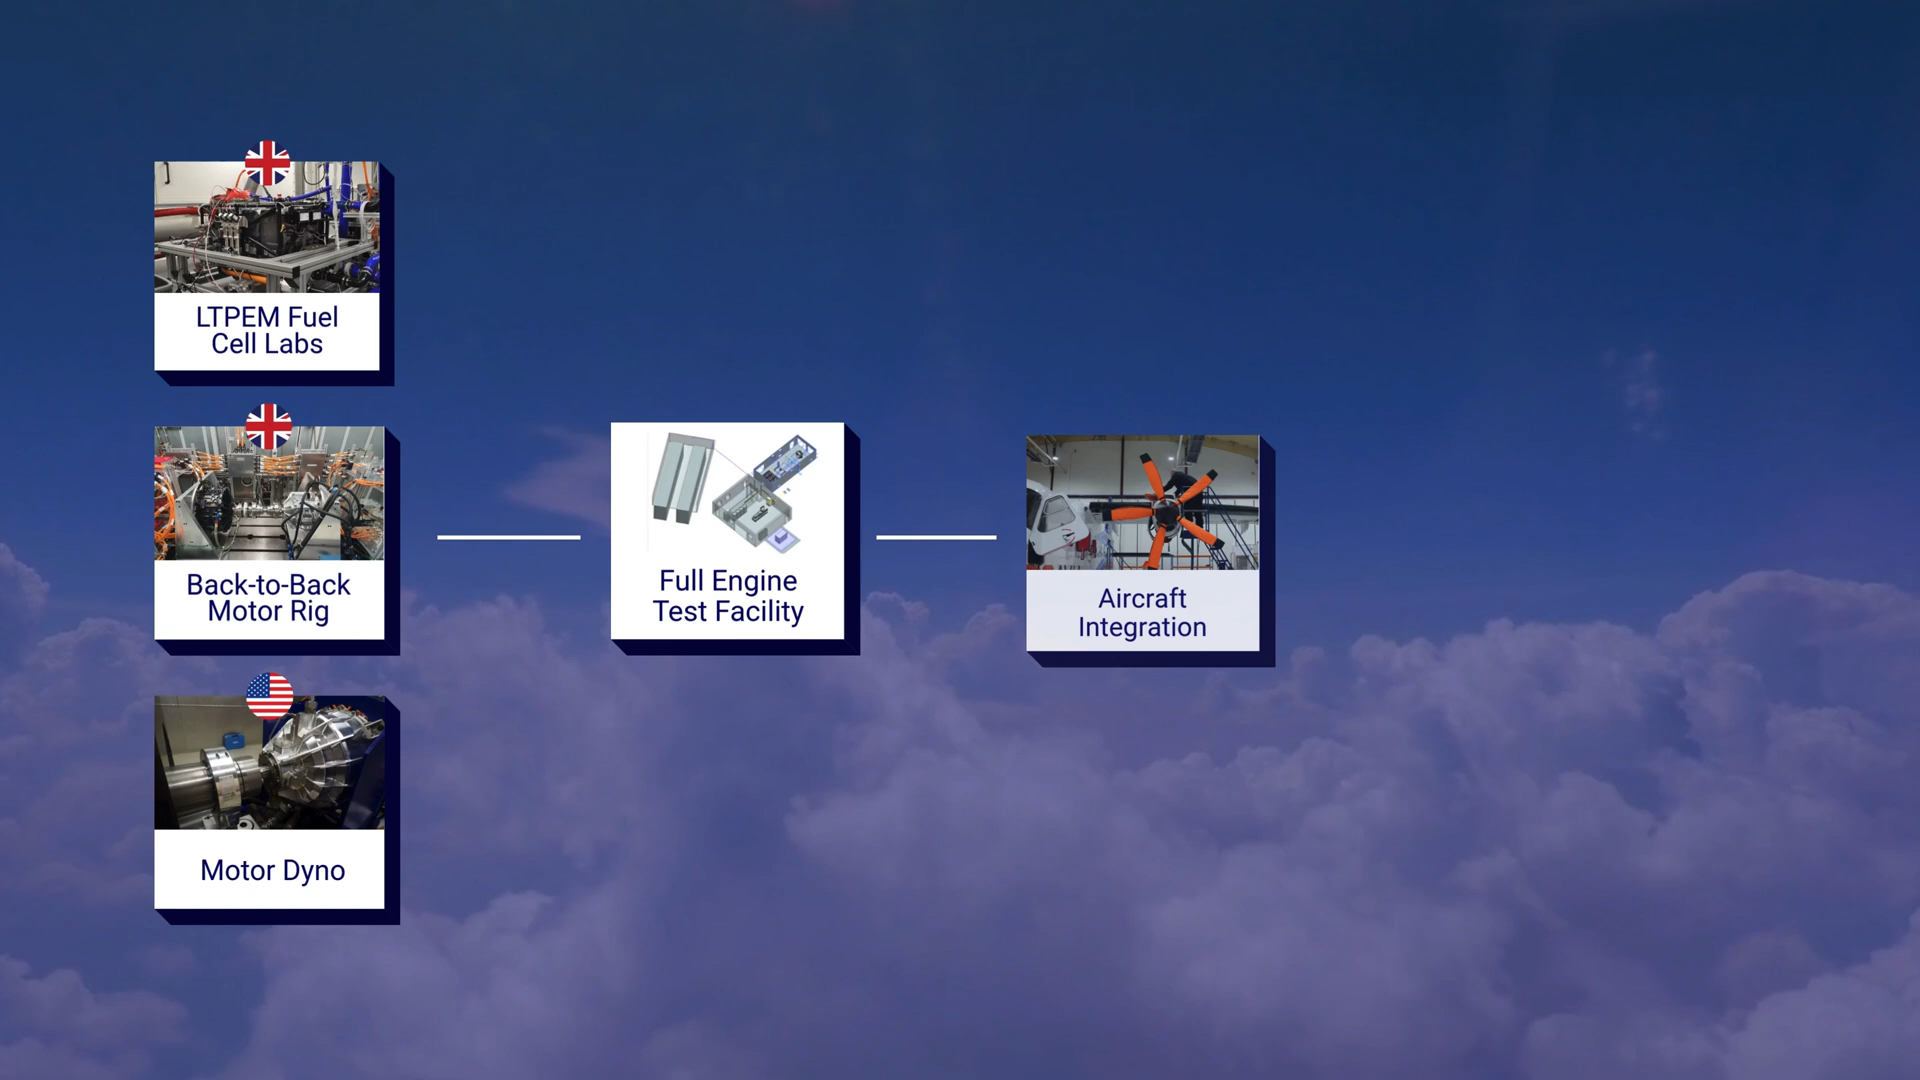 LTPEM Fuel
Cell Labs
Back-to-Back
Motor Rig
Motor Dyno
Full Engine
Test Facility
Aircraft
Integration